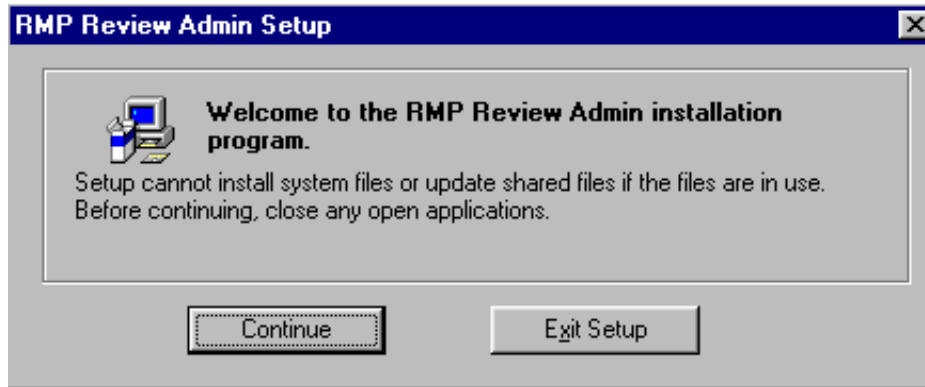 RMP Review Admin Setup
Welcome to the RMP Review Admin installation
program.
Setup cannot install system files or update shared files if the files are in use.
Before continuing, close any open applications.
Continue
Exit Setup